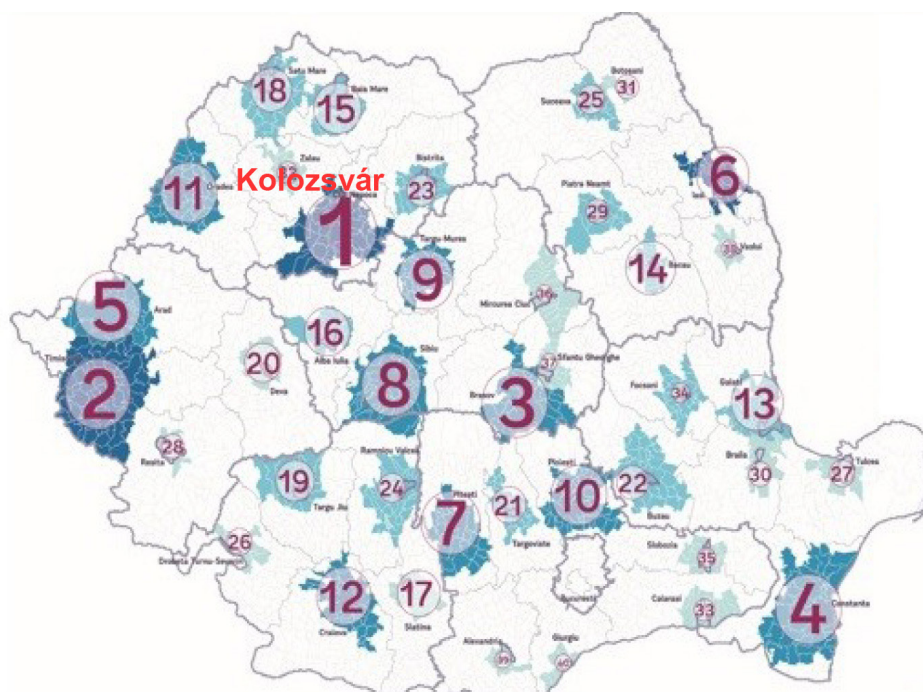 Satu Mare
18
Baia Mare
15
Botoșani
31
Suceava
25
Zalau
Kolozsvár
Bistrita
23
6
Iasi
11
Oradea
Napoca
1
Piatra Neamt
29
Vaslui
Targu-Mures
9
14
Bacau
Miercurea Ciuc
36
5
Arad
16
Alba Iulia
20
Deva
Sibiu
8
Sfantu Gheorghe
37
Brasov
3
2
Focsani
34
Galati
13
28
Resita
Ramnicu Valcea
24
19
Targu Jiu
Pitesti
7
21
Targoviste
Ploiesti
10
22
Buzau
Braila
30
Tulcea
27
26
Drobeta Turnu-Severin
Slobozia
35
12
Craiova
17
Slatina
Bucuresti
Calarasi
33
4
Constanta
Alexandria
39
Giurgiu
40